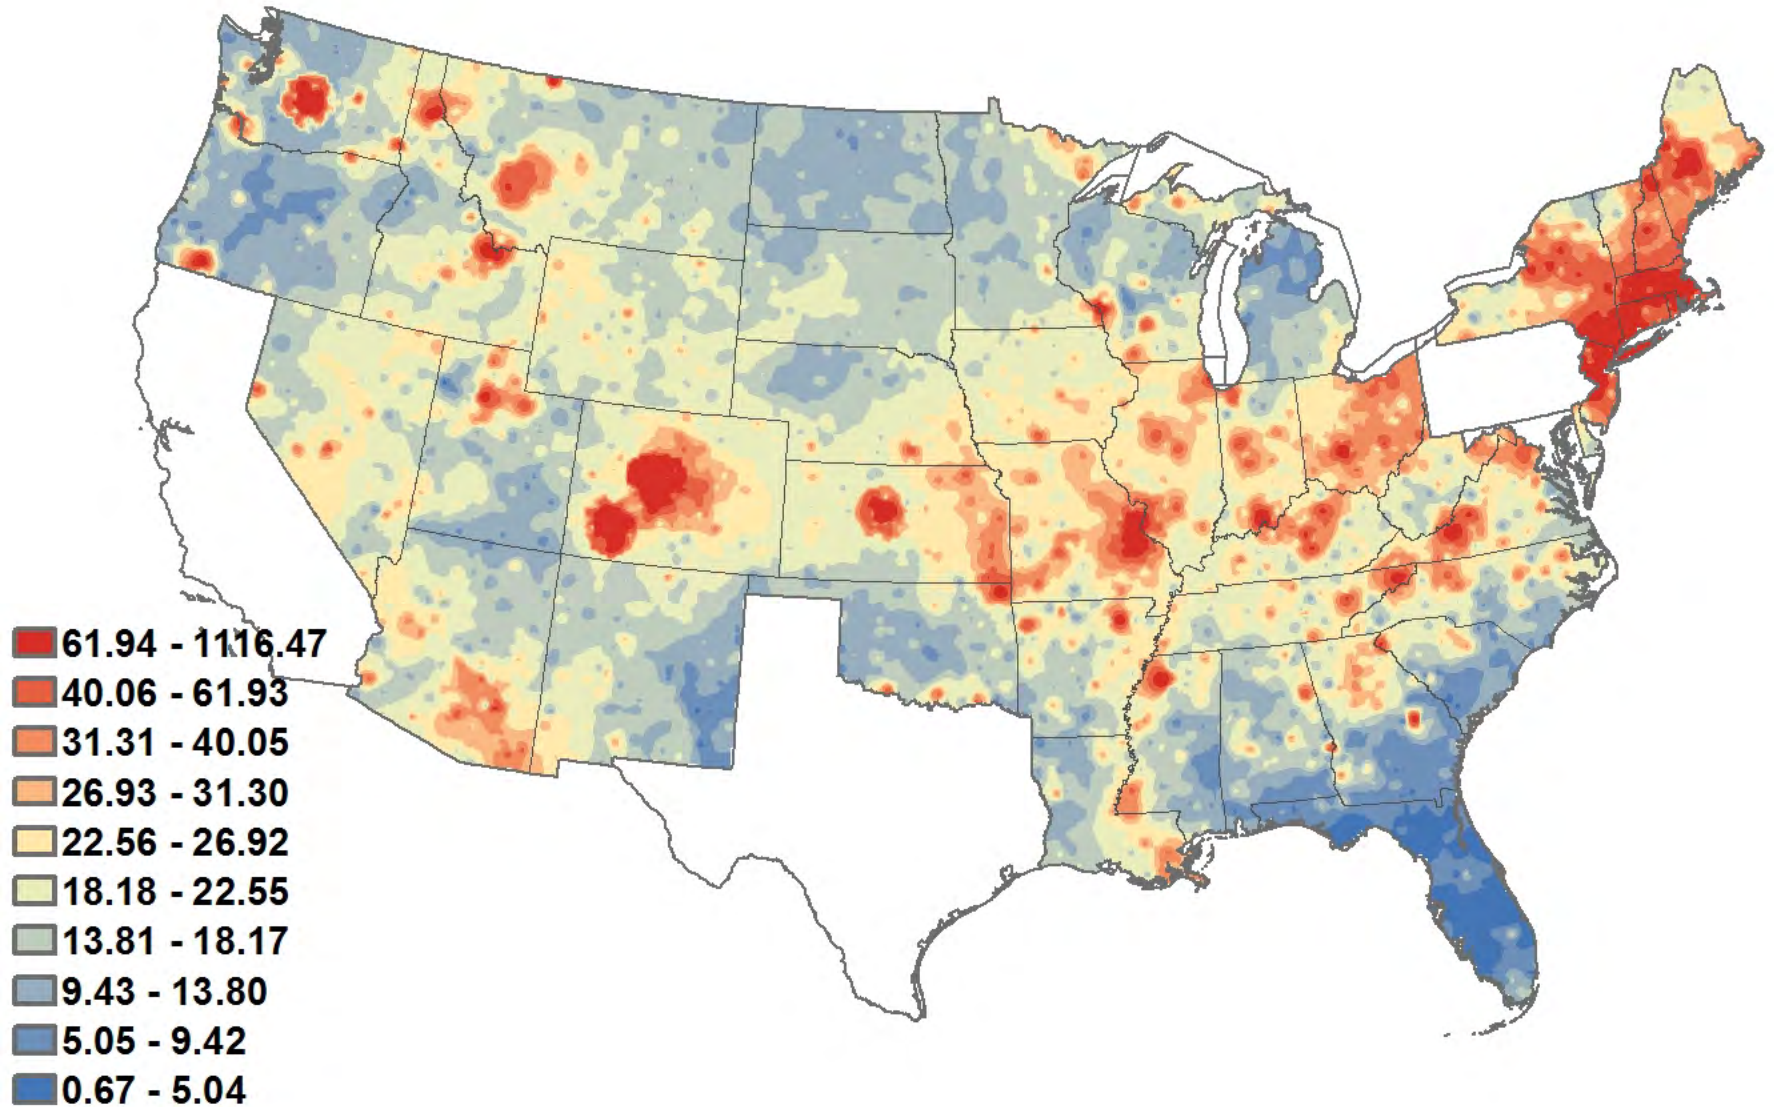 61.94 - 1116.47
40.06 - 61.93
31.31 - 40.05
26.93 - 31.30
22.56 - 26.92
18.18 - 22.55
13.81 - 18.17
9.43 - 13.80
5.05 - 9.42
0.67 - 5.04